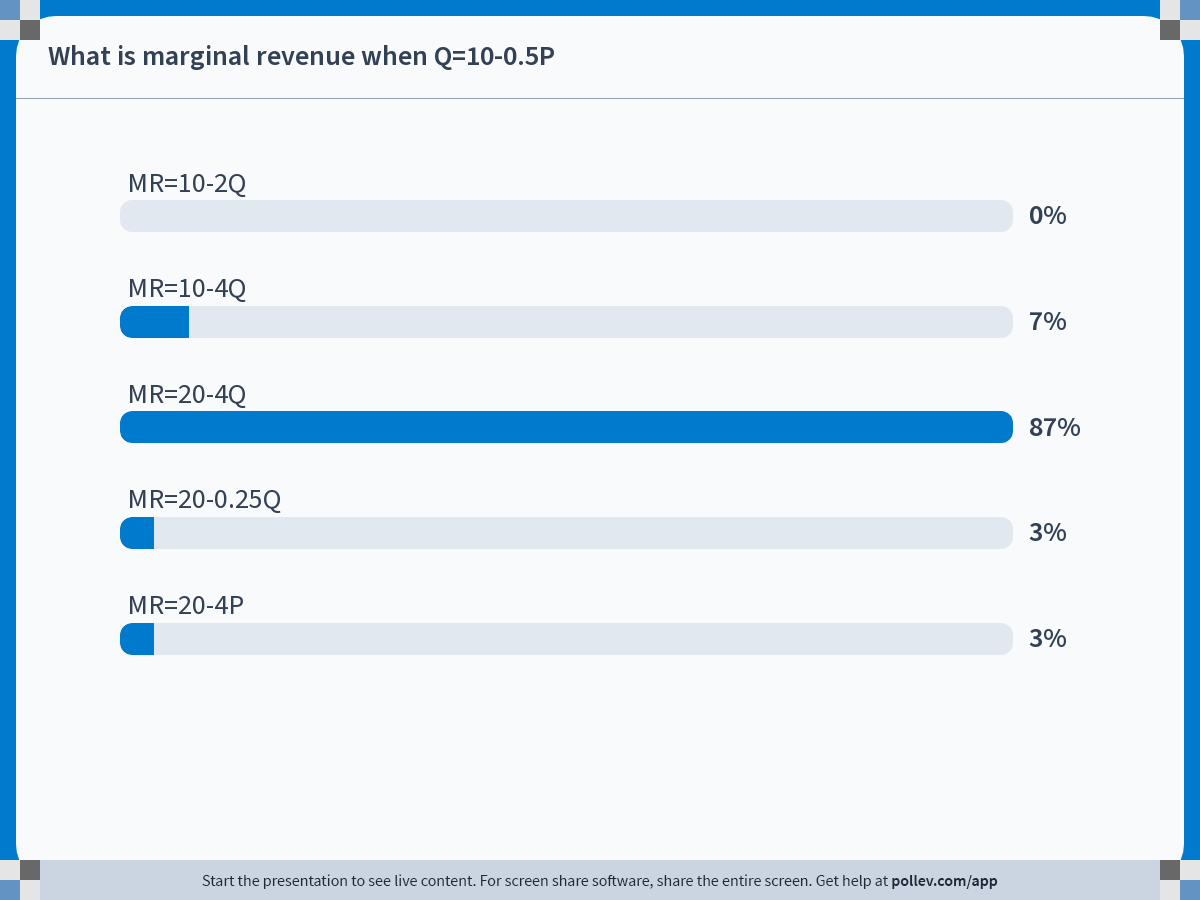 What is marginal revenue when Q=10-0.5P
MR=10-2Q
0%
MR=10-4Q
7%
MR=20-4Q
87%
MR=20-0.25Q
3%
MR=20-4P
3%
Start the presentation to see live content. For screen share software, share the entire screen. Get help at pollev.com/app